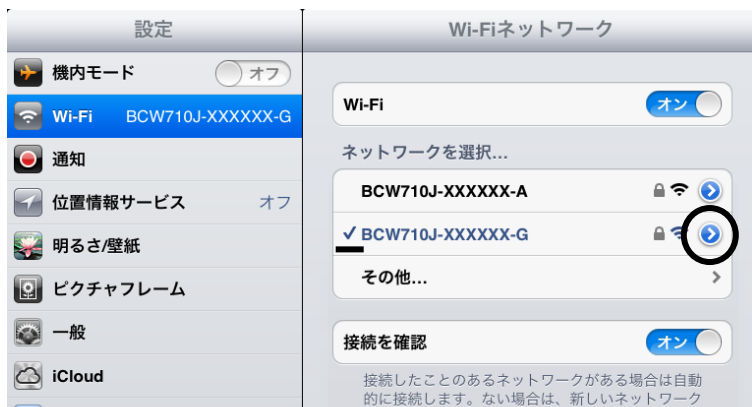 設定
機内モード オフ
Wi-Fi BCW710J-XXXXXX-G
通知
位置情報サービス オフ
明るさ/壁紙
ピクチャフレーム
一般
iCloud
Wi-Fiネットワーク
Wi-Fi オン
ネットワークを選択...
BCW710J-XXXXXX-A
✓ BCW710J-XXXXXX-G
その他...
接続を確認 オン
接続したことのあるネットワークがある場合は自動
的に接続します。ない場合は、新しいネットワーク